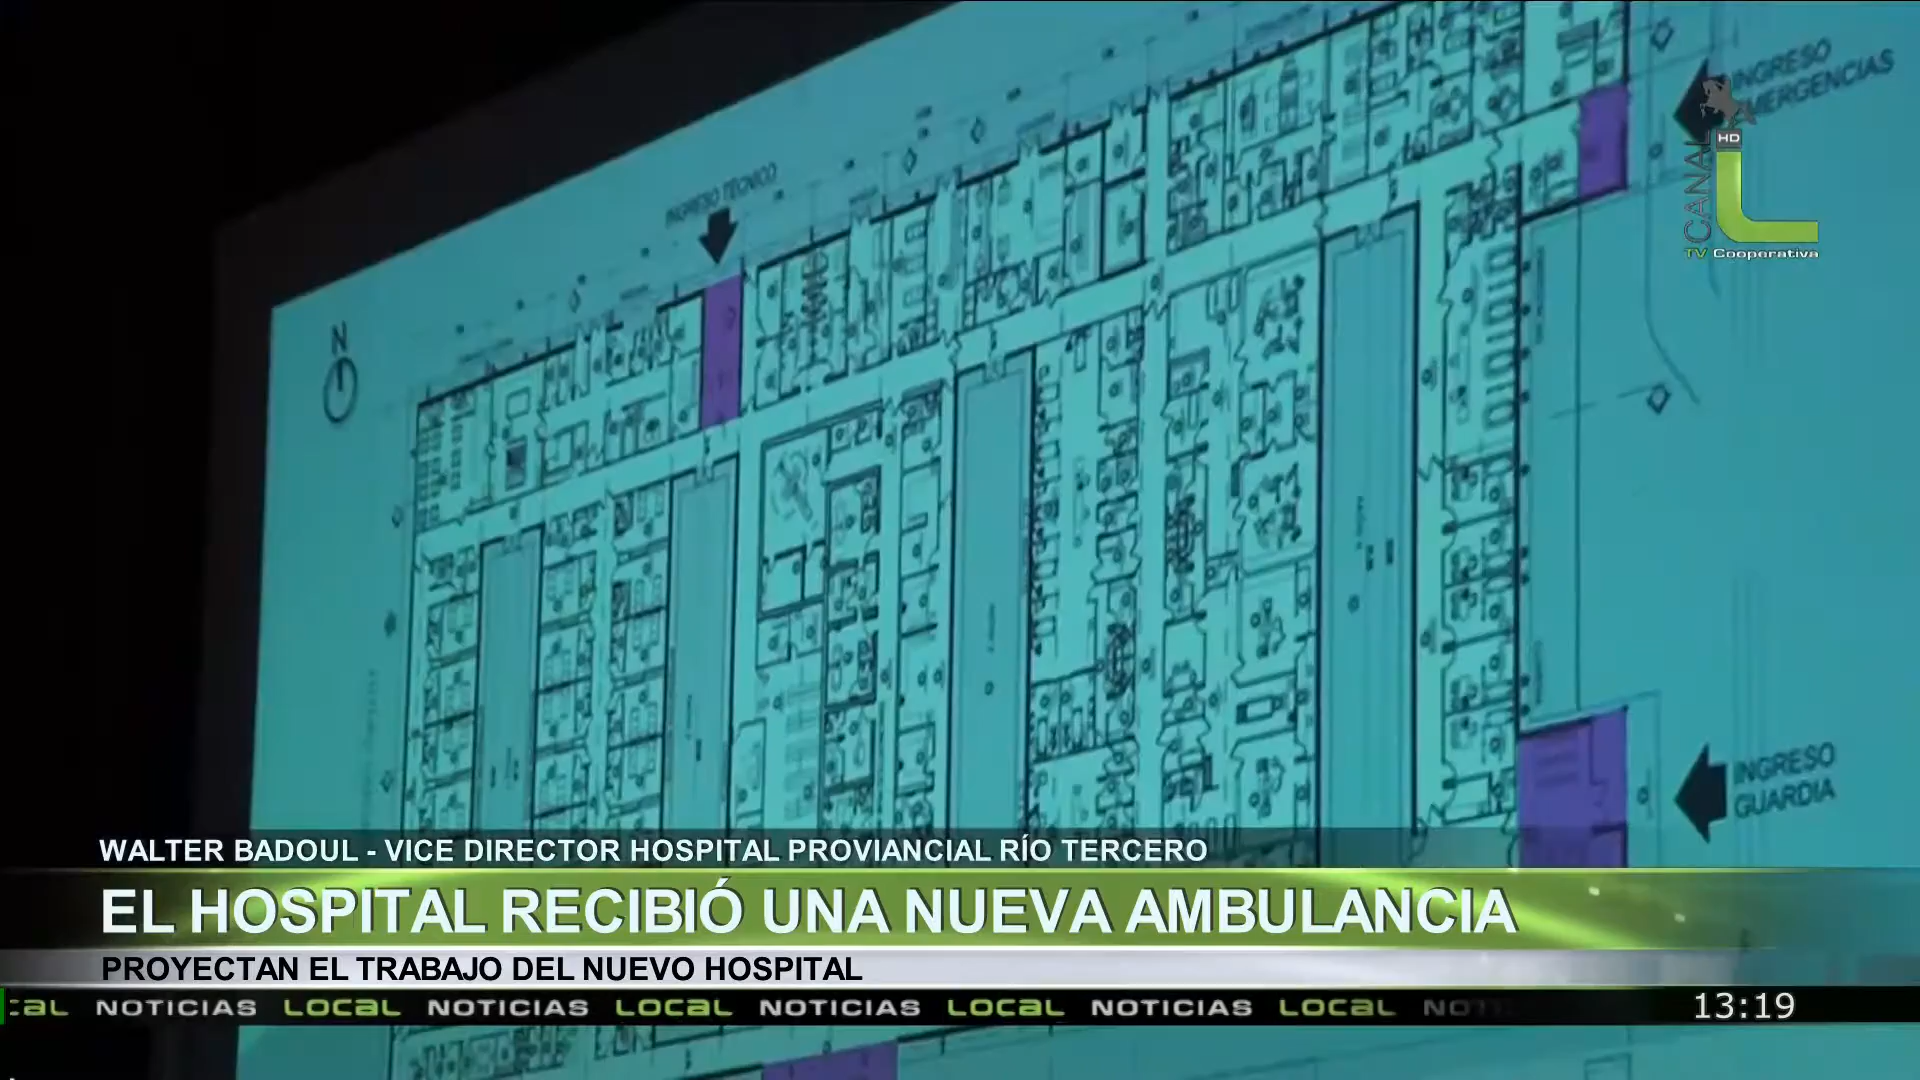 INGRESO
EMERGENCIAS
INGRESO TÉCNICO
N
HD
CANAL
TV Cooperativa
INGRESO
GUARDIA
WALTER BADOUL - VICE DIRECTOR HOSPITAL PROVIANCIAL RÍO TERCERO
EL HOSPITAL RECIBIÓ UNA NUEVA AMBULANCIA
PROYECTAN EL TRABAJO DEL NUEVO HOSPITAL
cal NOTICIAS LOCAL NOTICIAS LOCAL NOTICIAS LOCAL NOTICIAS LOCAL NOTI
13:19